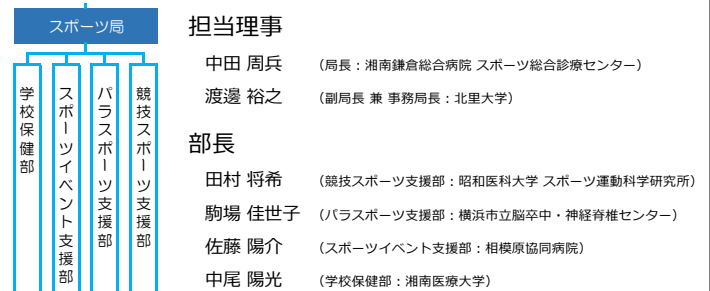 スポーツ局
学校保健部
スポーツイベント支援部
パラスポーツ支援部
競技スポーツ支援部
担当理事
中田 周兵 （局長：湘南鎌倉総合病院 スポーツ総合診療センター）
渡邊 裕之 （副局長 兼 事務局長：北里大学）
部長
田村 将希 （競技スポーツ支援部：昭和医科大学 スポーツ運動科学研究所）
駒場 佳世子 （パラスポーツ支援部：横浜市立脳卒中・神経脊椎センター）
佐藤 陽介 （スポーツイベント支援部：相模原協同病院）
中尾 陽光 （学校保健部：湘南医療大学）